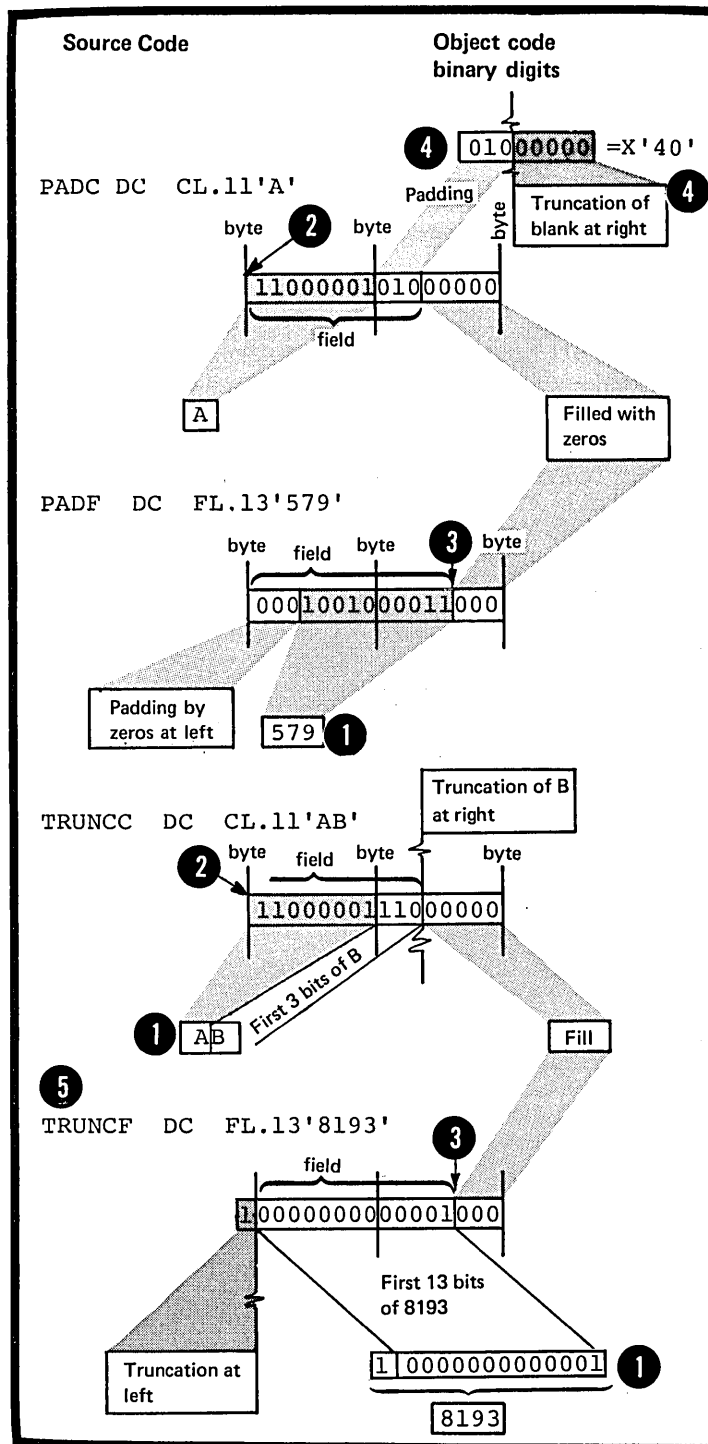 Source Code
Object code
binary digits
4
01000000 =X'40'
PADC DC CL.11'A'
Padding
Truncation of
blank at right
4
byte
2
byte
byte
1100000101000000
field
A
Filled with
zeros
PADF DC FL.13'579'
byte
field
byte
3
byte
0001001000011000
Padding by
zeros at left
579
1
Truncation of B
at right
TRUNCC DC CL.11'AB'
2
byte
field
byte
byte
1100000111000000
First 3 bits of B
1
AB
Fill
5
TRUNCF DC FL.13'8193'
3
field
1 0000000000001000
First 13 bits
of 8193
Truncation at
left
1 0000000000001
1
8193